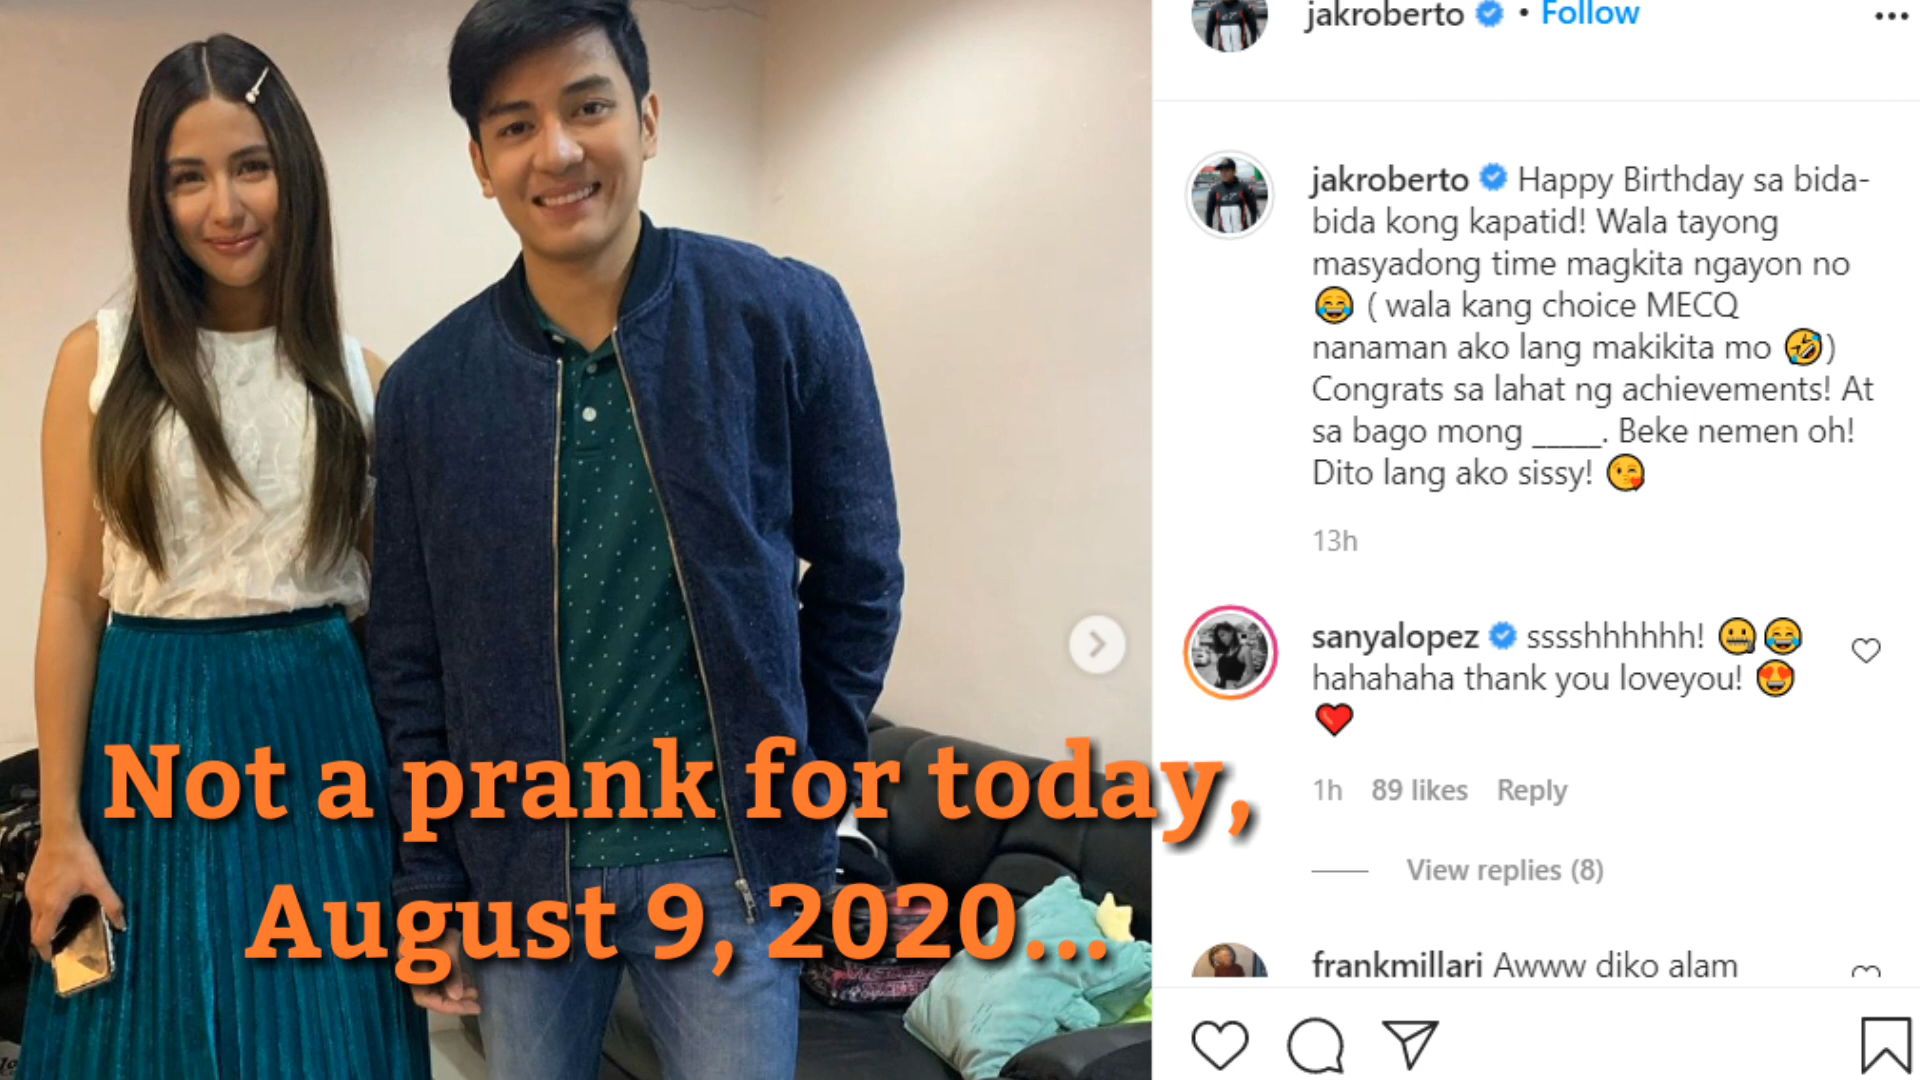 jakroberto • Follow
jakroberto Happy Birthday sa bida-
bida kong kapatid! Wala tayong
masyadong time magkita ngayon no
😂 ( wala kang choice MECQ
nanaman ako lang makikita mo 🤣)
Congrats sa lahat ng achievements! At
sa bago mong _____. Beke nemen oh!
Dito lang ako sissy! 😘
13h
sanyalopez sssshhhhhh! 🤐😂
hahahaha thank you loveyou! 😍
❤️
1h 89 likes Reply
View replies (8)
frankmillari Awww diko alam
Not a prank for today,
August 9, 2020...